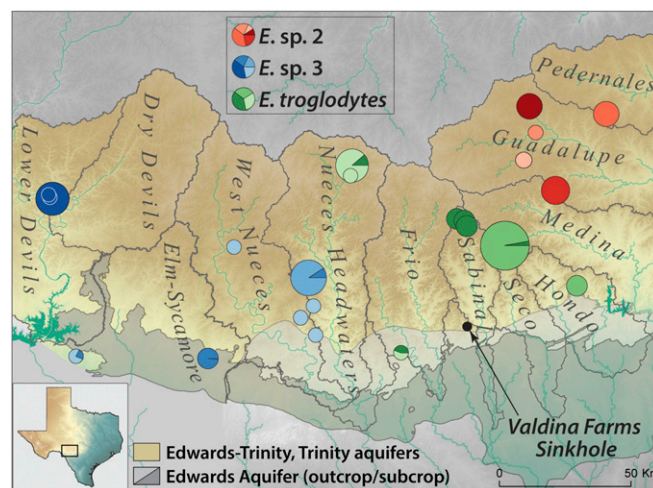 E. sp. 2
E. sp. 3
E. troglodytes
Pedernales
Guadalupe
Medina
Lower Devils
Dry Devils
Elm-Sycamore
West Nueces
Nueces Headwaters
Frio
Sabinal
Seco
Hondo
Valdina Farms
Sinkhole
Edwards-Trinity, Trinity aquifers
Edwards Aquifer (outcrop/subcrop)
0 50 Km